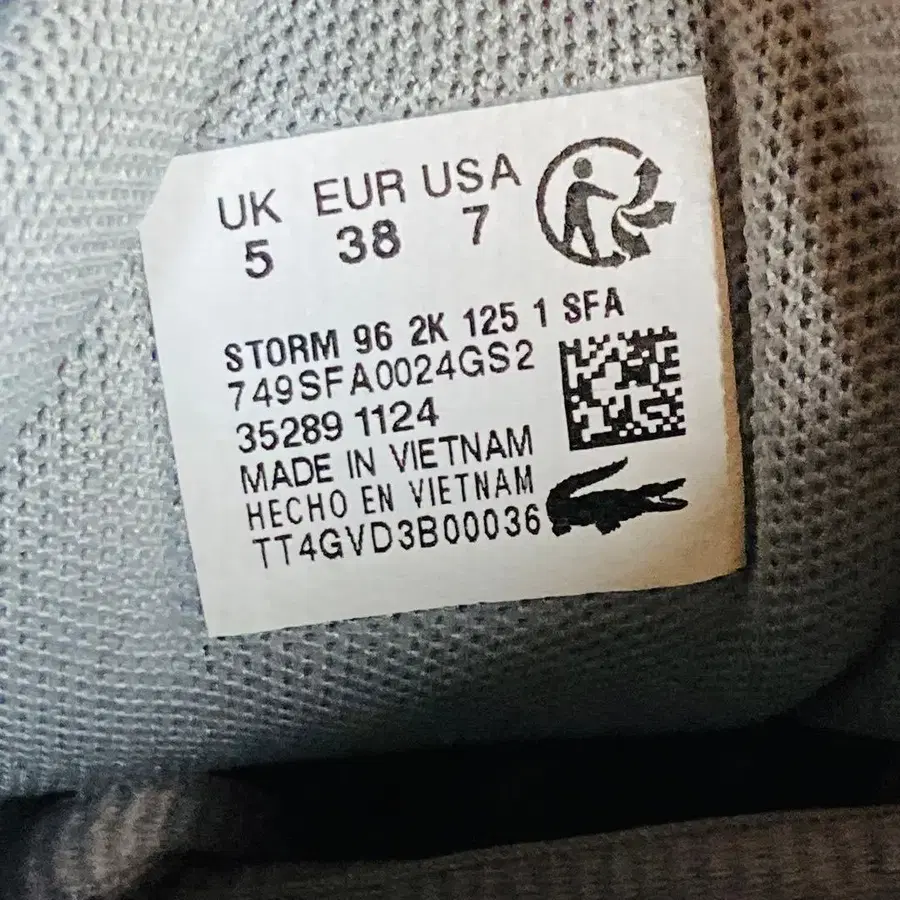 UK EUR USA
5 38 7
STORM 96 2K 125 1 SFA
749SFA0024GS2
35289 1124
MADE IN VIETNAM
HECHO EN VIETNAM
TT4GVD3B00036